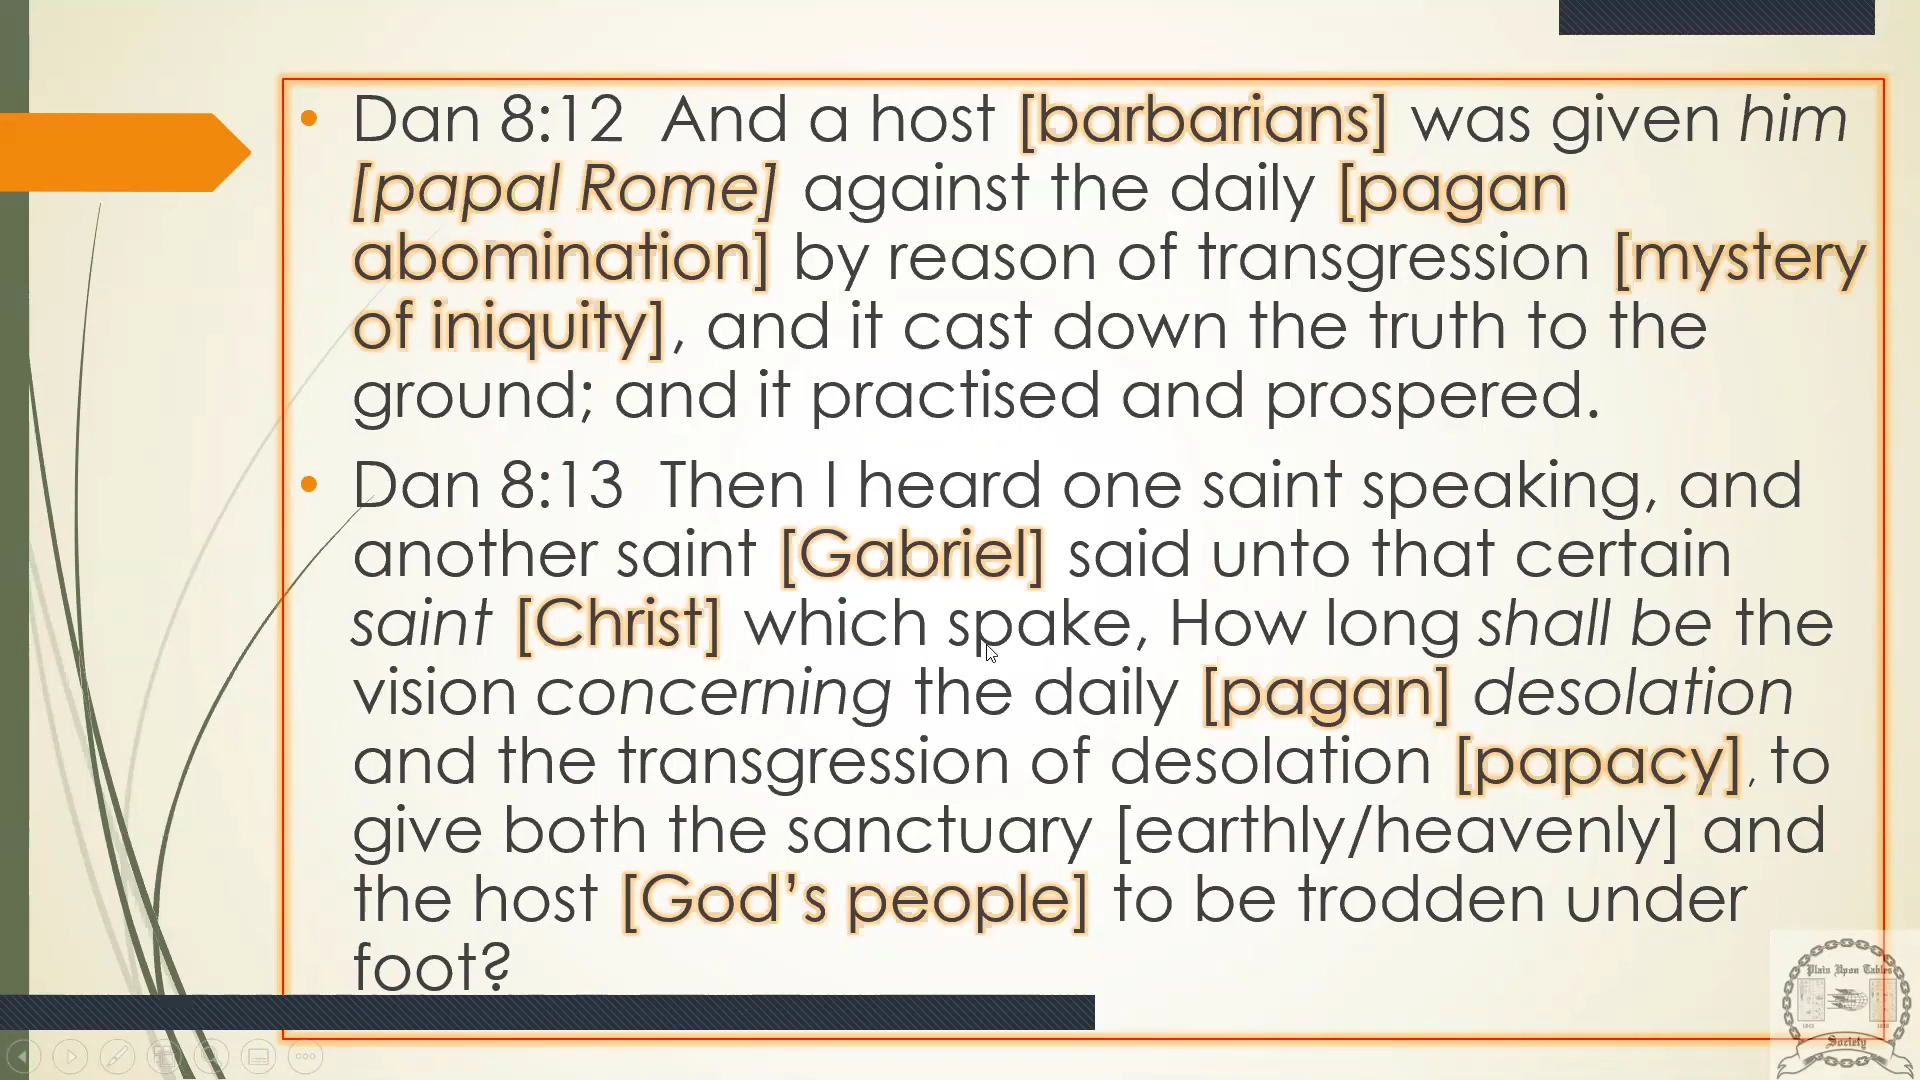 • Dan 8:12  And a host [barbarians] was given him
[papal Rome] against the daily [pagan
abomination] by reason of transgression [mystery
of iniquity], and it cast down the truth to the
ground; and it practised and prospered.
• Dan 8:13  Then I heard one saint speaking, and
another saint [Gabriel] said unto that certain
saint [Christ] which spake, How long shall be the
vision concerning the daily [pagan] desolation
and the transgression of desolation [papacy], to
give both the sanctuary [earthly/heavenly] and
the host [God’s people] to be trodden under
foot?
Plain Upon Tables
Society